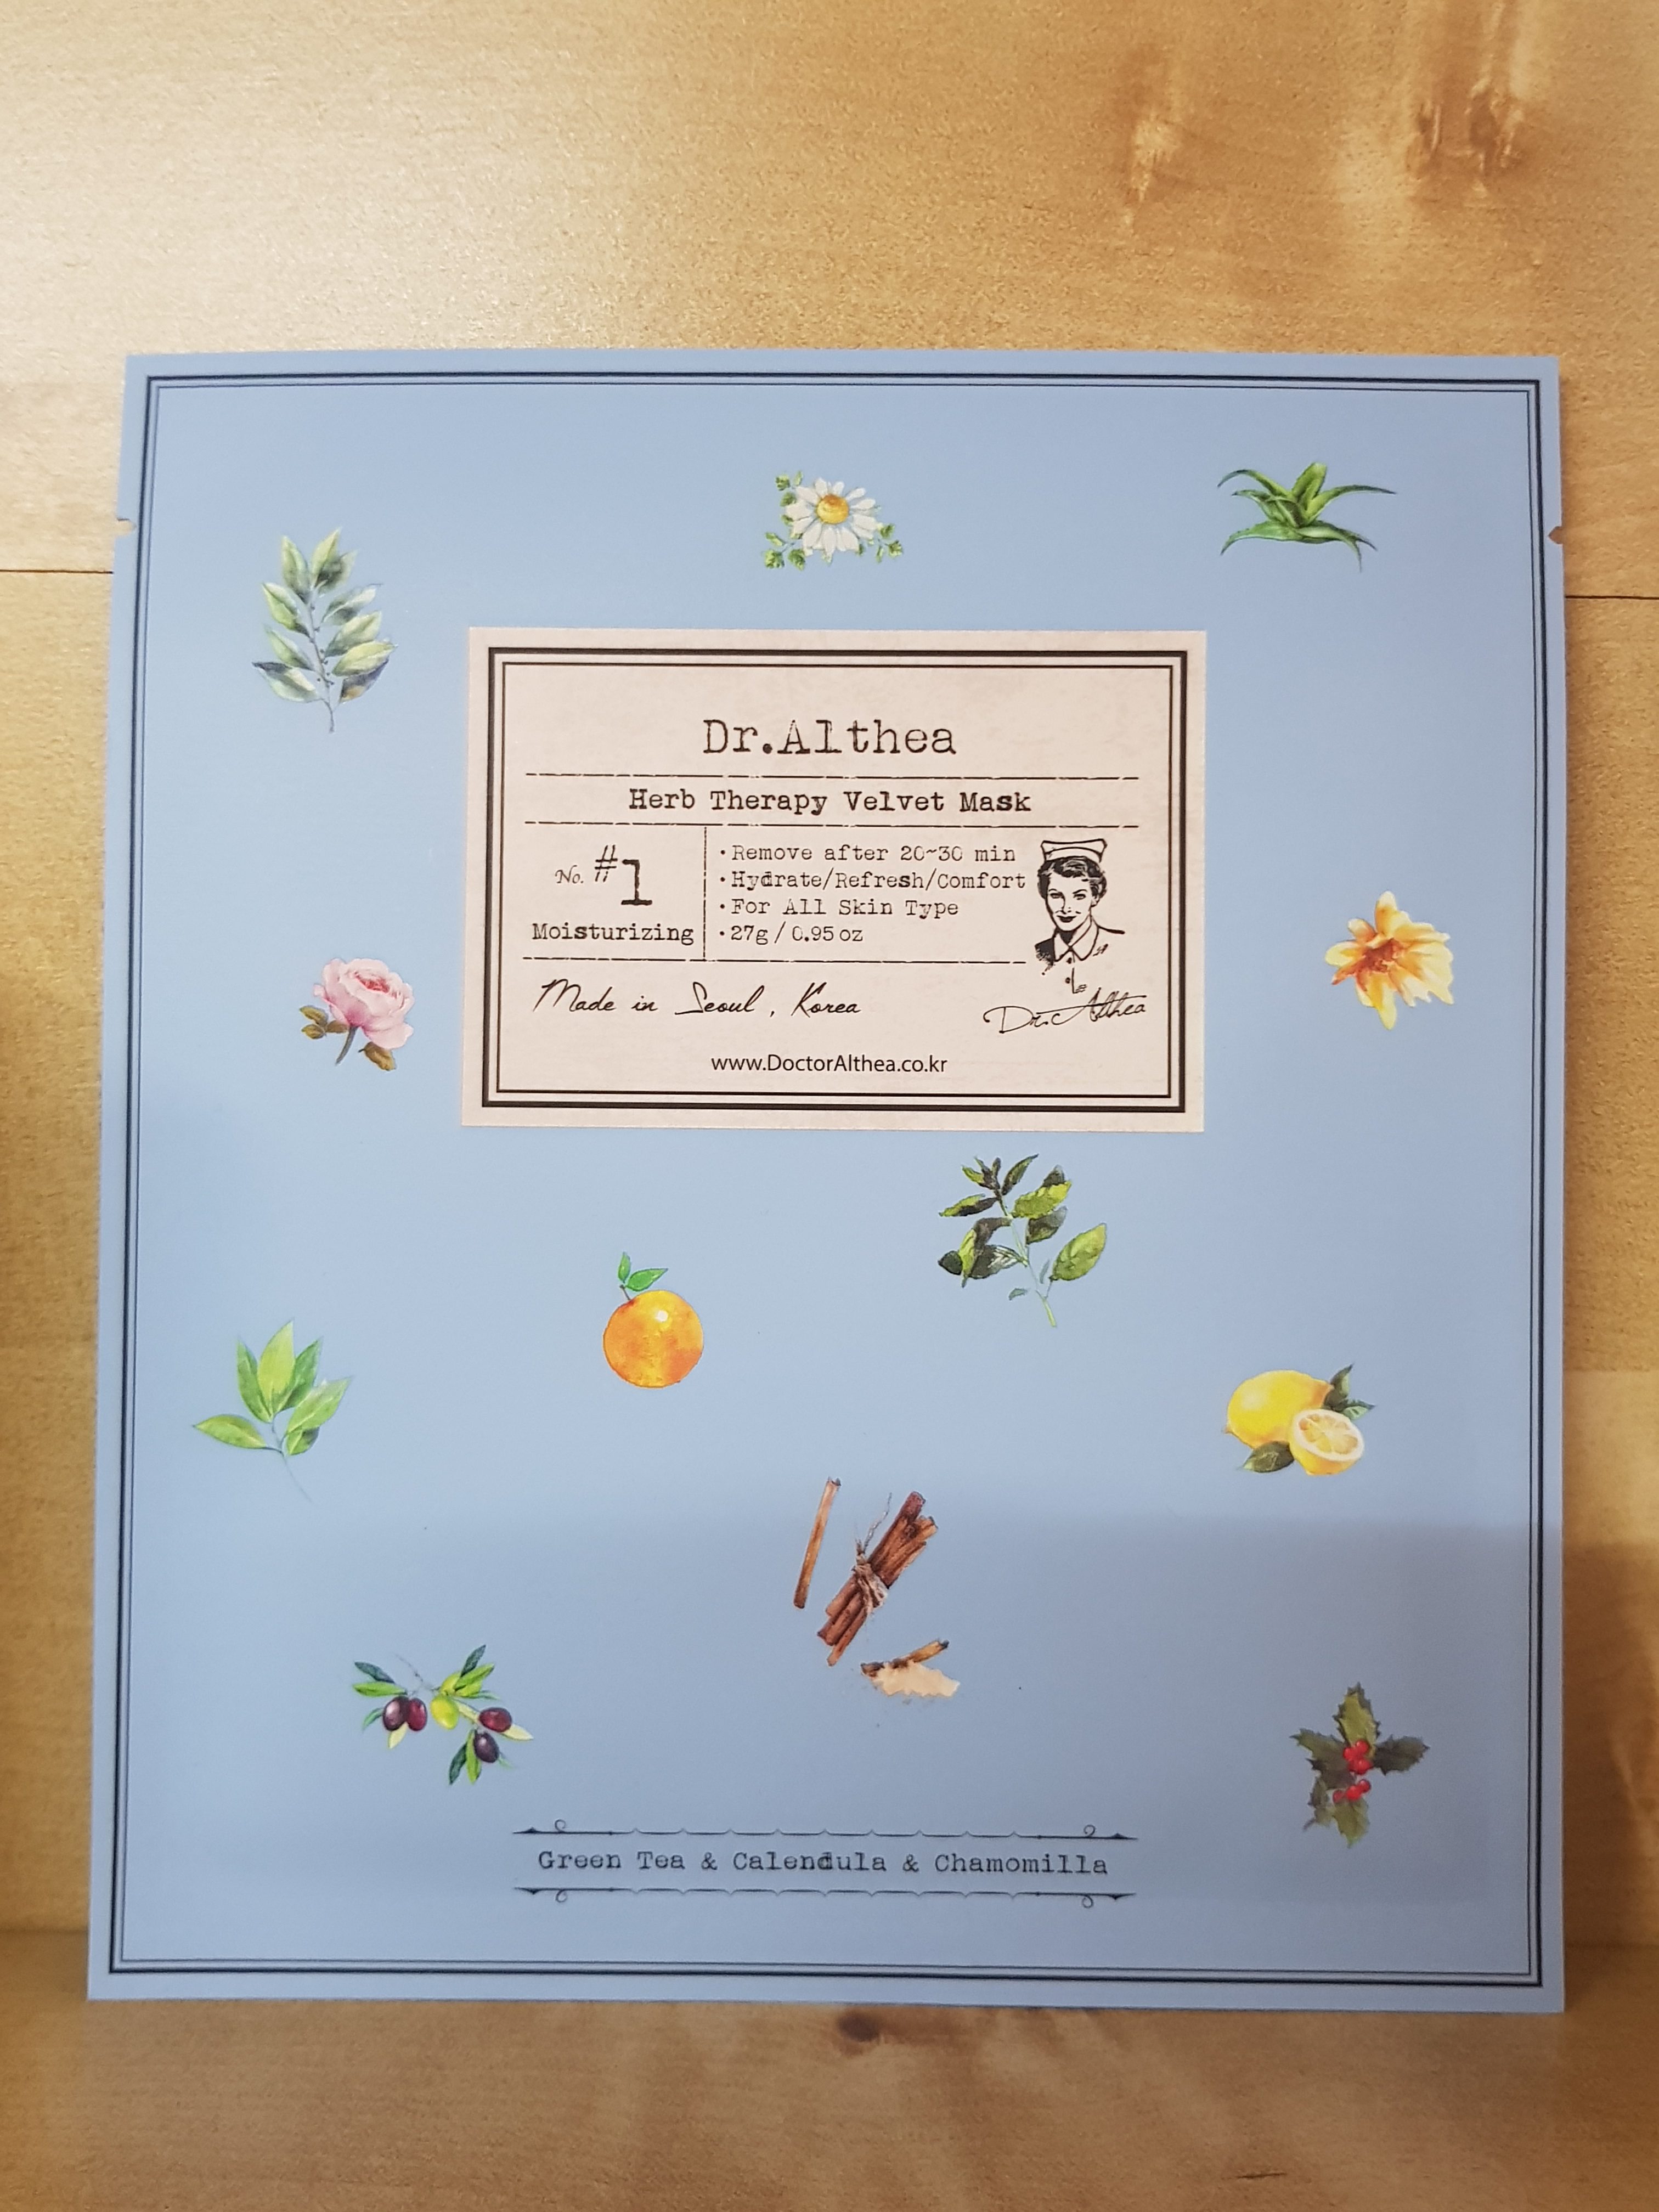 Dr.Althea
Herb Therapy Velvet Mask
No. #1
Moisturizing
·Remove after 20~30 min
·Hydrate/Refresh/Comfort
·For All Skin Type
·27g / 0.95 oz
Made in Seoul, Korea
Dr. Althea
www.DoctorAlthea.co.kr
Green Tea & Calendula & Chamomilla